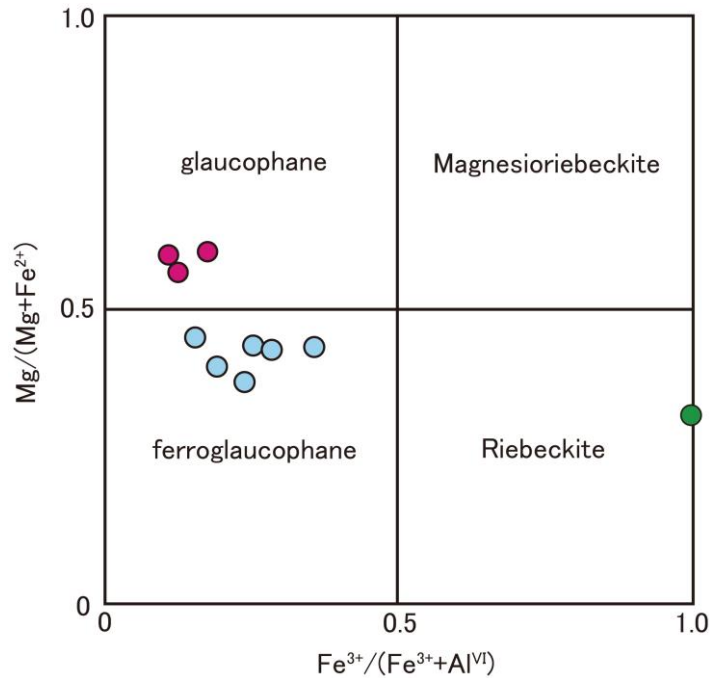 1.0
glaucophane
Magnesioriebeckite
Mg/(Mg+Fe²⁺)
0.5
ferroglaucophane
Riebeckite
0
0
0.5
1.0
Fe³⁺/(Fe³⁺+Alⱽᴵ)